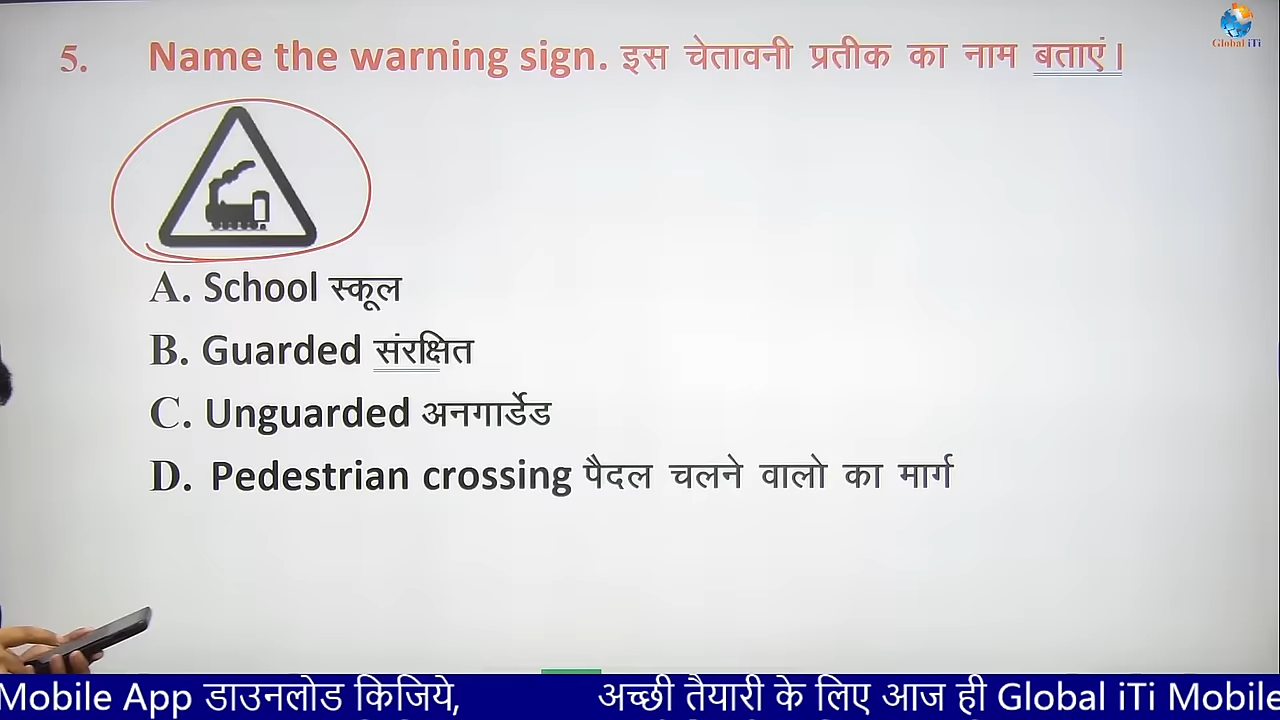 Global iTi
5. Name the warning sign. इस चेतावनी प्रतीक का नाम बताएं।
A. School स्कूल
B. Guarded संरक्षित
C. Unguarded अनगार्डेड
D. Pedestrian crossing पैदल चलने वालो का मार्ग
Mobile App डाउनलोड किजिये, अच्छी तैयारी के लिए आज ही Global iTi Mobile